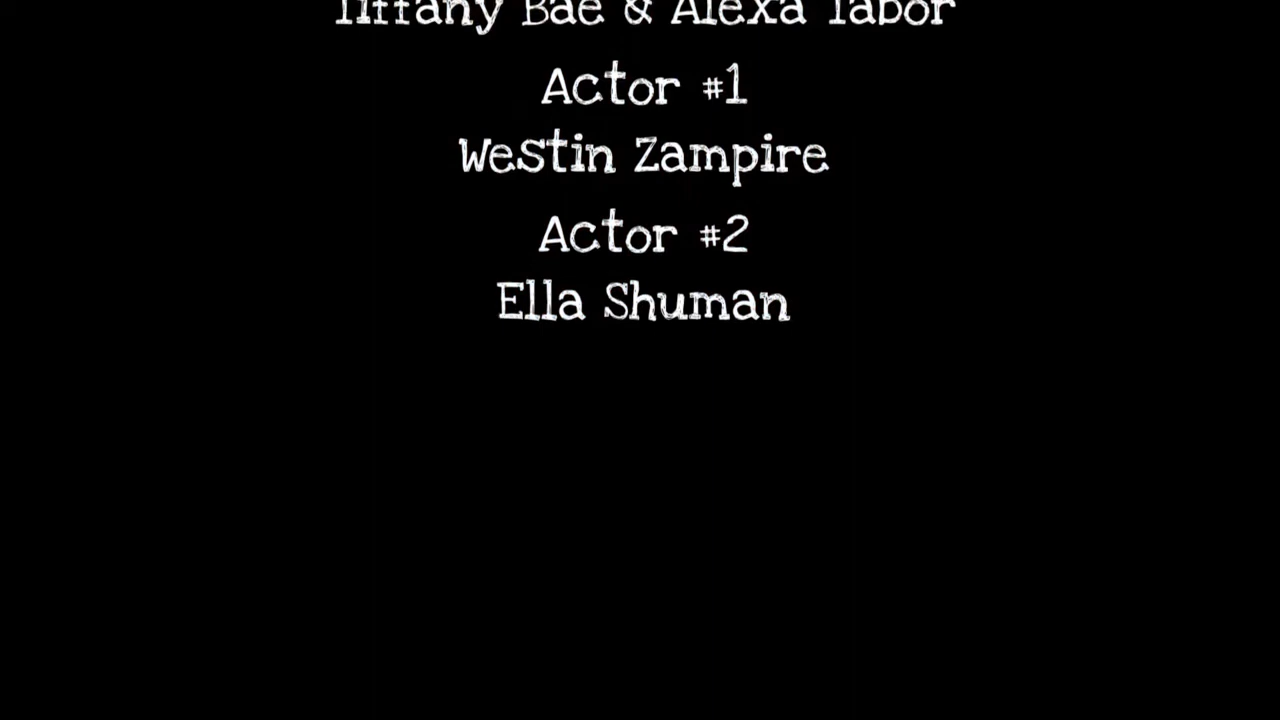 Tiffany Bae & Alexa Tabor
Actor #1
Westin Zampire
Actor #2
Ella Shuman